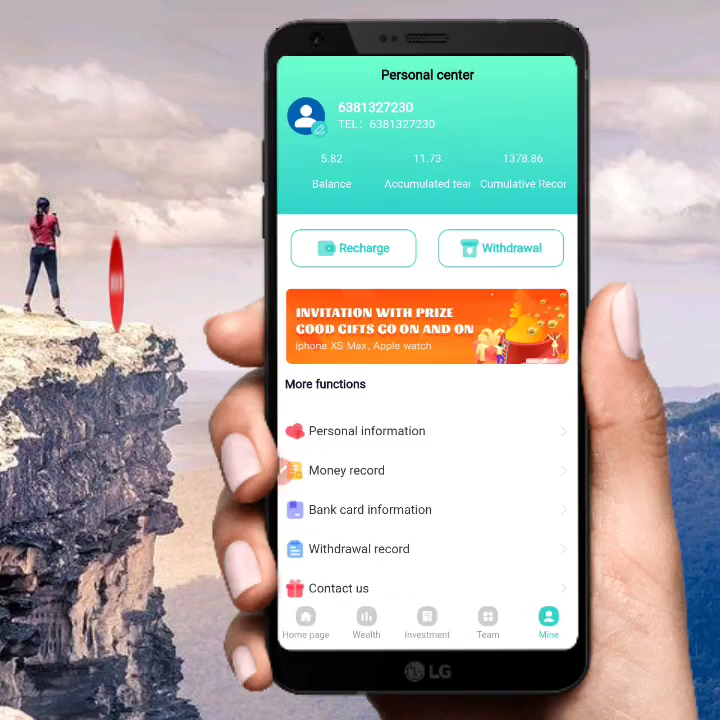 Personal center
6381327230
TEL: 6381327230
5.82
11.73
1378.86
Balance
Accumulated tea
Cumulative Recor
Recharge
Withdrawal
INVITATION WITH PRIZE
GOOD GIFTS GO ON AND ON
iphone XS Max、Apple watch
More functions
Personal information
Money record
Bank card information
Withdrawal record
Contact us
Home page
Wealth
Investment
Team
Mine
LG